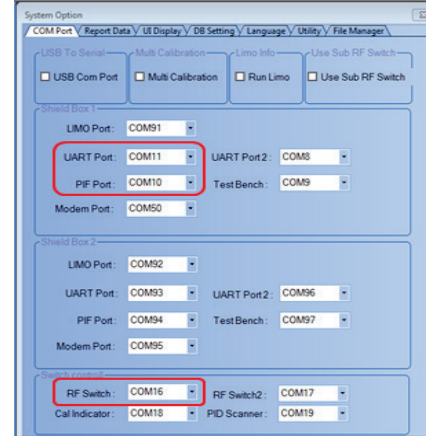 System Option
COM Port Report Data UI Display DB Setting Language Utility File Manager
USB To Serial Multi Calibration Limo Info Use Sub RF Switch
USB Com Port Multi Calibration Run Limo Use Sub RF Switch
Shield Box 1
LIMO Port: COM91
UART Port: COM11 UART Port2: COM8
PIF Port: COM10 Test Bench: COM9
Modem Port: COM50
Shield Box 2
LIMO Port: COM92
UART Port: COM93 UART Port2: COM96
PIF Port: COM94 Test Bench: COM97
Modem Port: COM95
Switch control
RF Switch: COM16 RF Switch2: COM17
Cal Indicator: COM18 PID Scanner: COM19